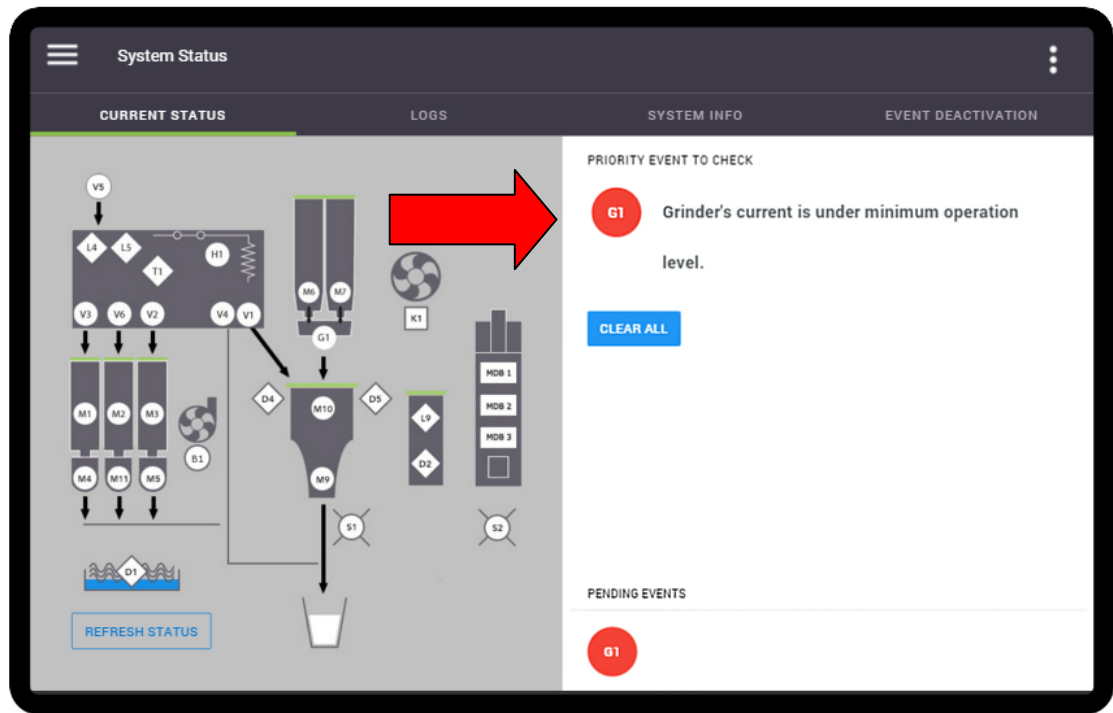 System Status
CURRENT STATUS
LOGS
SYSTEM INFO
EVENT DEACTIVATION
V5
L4
L5
T1
H1
V3
V6
V2
V4
V1
M6
M7
G1
K1
M1
M2
M3
B1
M4
M11
M5
D4
M10
D5
M9
L9
D2
MDB 1
MDB 2
MDB 3
S1
S2
D1
REFRESH STATUS
PRIORITY EVENT TO CHECK
G1
Grinder's current is under minimum operation
level.
CLEAR ALL
PENDING EVENTS
G1